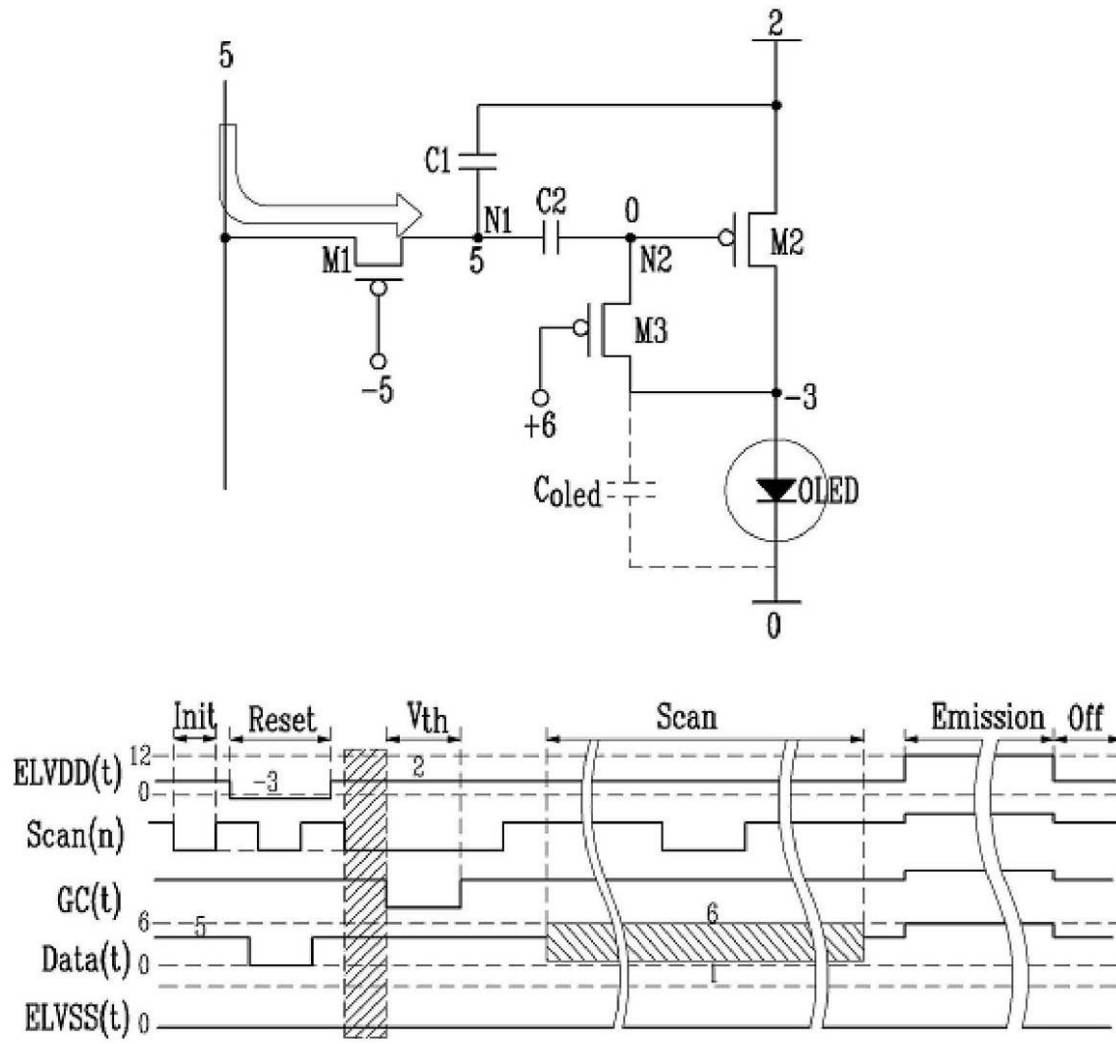 5
2
C1
N1
C2
0
M1
5
N2
M2
M3
-5
+6
-3
Coled
OLED
0
Init
Reset
Vth
Scan
Emission
Off
ELVDD(t)
12
0
-3
2
Scan(n)
GC(t)
Data(t)
6
5
0
6
1
ELVSS(t)
0